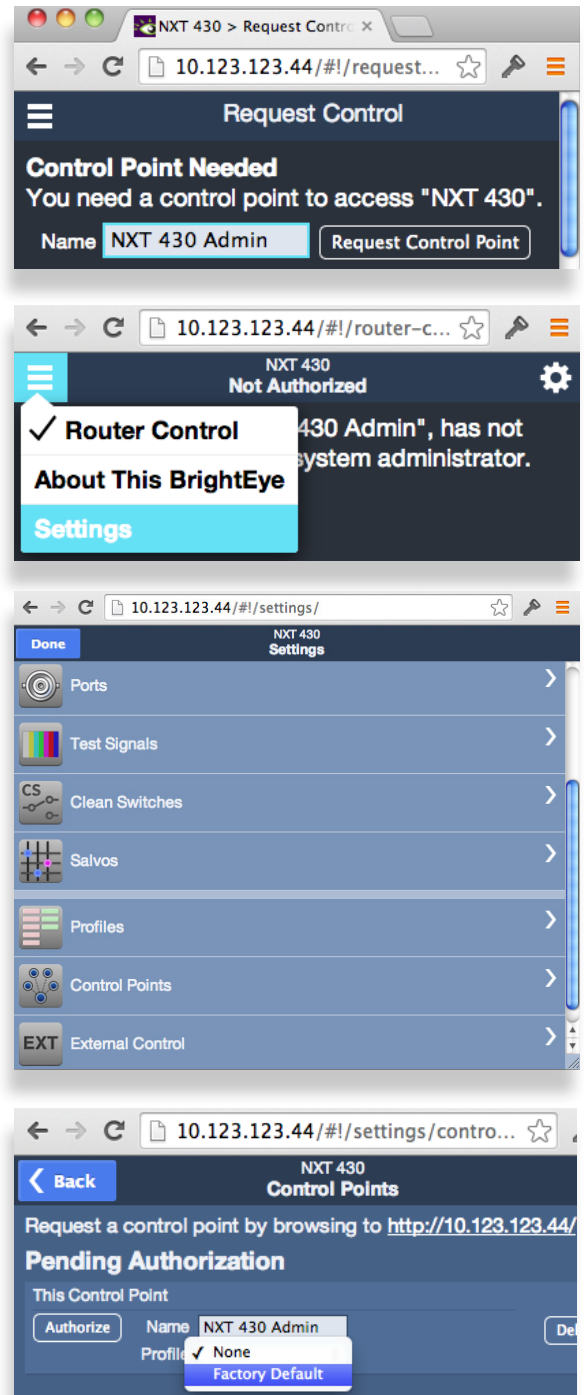 NXT 430 > Request Contro
10.123.123.44/#!/request...
Request Control
Control Point Needed
You need a control point to access "NXT 430".
Name NXT 430 Admin Request Control Point
10.123.123.44/#!/router-c...
NXT 430
Not Authorized
Router Control
430 Admin", has not
system administrator.
About This BrightEye
Settings
10.123.123.44/#!/settings/
Done
NXT 430
Settings
Ports
Test Signals
CS
Clean Switches
Salvos
Profiles
Control Points
EXT External Control
10.123.123.44/#!/settings/contro...
Back
NXT 430
Control Points
Request a control point by browsing to http://10.123.123.44/
Pending Authorization
This Control Point
Authorize Name NXT 430 Admin Del
Profile None
Factory Default